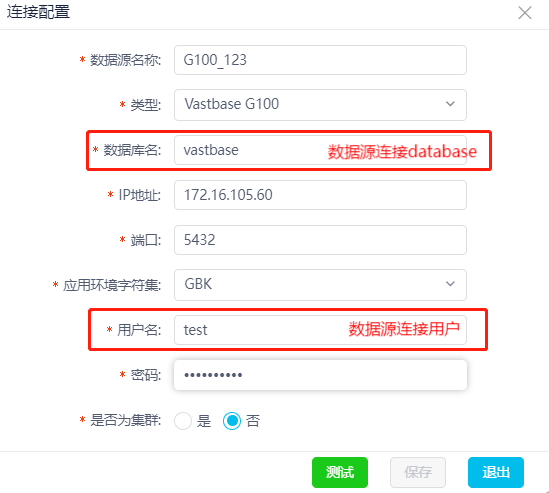 连接配置
* 数据源名称: G100_123
* 类型: Vastbase G100
* 数据库名: vastbase 数据源连接database
* IP地址: 172.16.105.60
* 端口: 5432
* 应用环境字符集: GBK
* 用户名: test 数据源连接用户
* 密码: ••••••••••
* 是否为集群: 是 否
测试 保存 退出